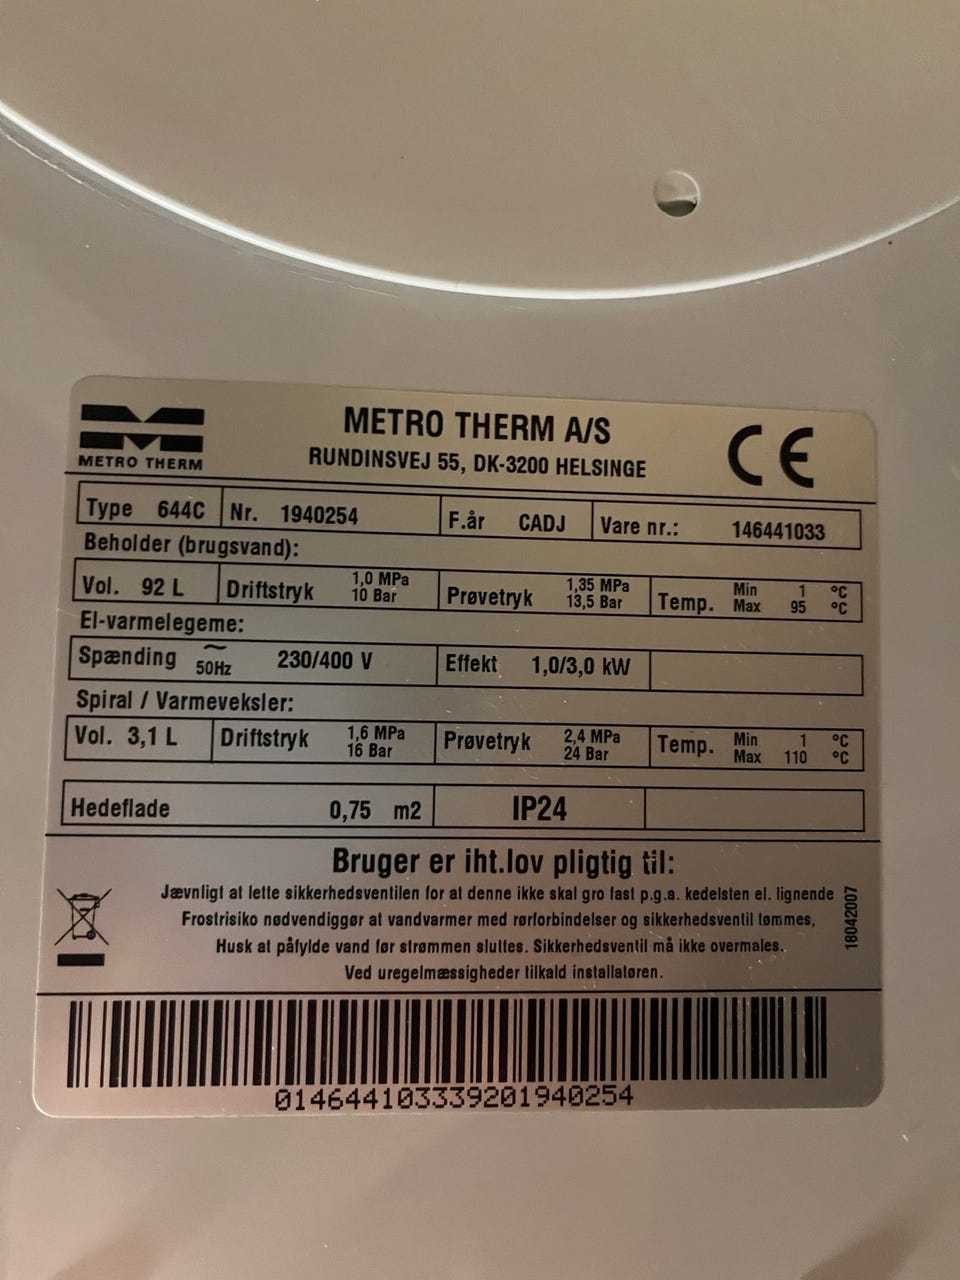 METRO THERM
METRO THERM A/S
RUNDINSVEJ 55, DK-3200 HELSINGE
CE
Type 644C Nr. 1940254 F.år CADJ Vare nr.: 146441033
Beholder (brugsvand):
Vol. 92 L Driftstryk 1,0 MPa 10 Bar Prøvetryk 1,35 MPa 13,5 Bar Temp. Min 1 °C Max 95 °C
El-varmelegeme:
Spænding ~ 50Hz 230/400 V Effekt 1,0/3,0 kW
Spiral / Varmeveksler:
Vol. 3,1 L Driftstryk 1,6 MPa 16 Bar Prøvetryk 2,4 MPa 24 Bar Temp. Min 1 °C Max 110 °C
Hedeflade 0,75 m2 IP24
Bruger er iht.lov pligtig til:
Jævnligt at lette sikkerhedsventilen for at denne ikke skal gro fast p.g.a. kedelsten el. lignende
Frostrisiko nødvendiggør at vandvarmer med rørforbindelser og sikkerhedsventil tømmes,
Husk at påfylde vand før strømmen sluttes. Sikkerhedsventil må ikke overmales.
Ved uregelmæssigheder tilkald installatøren.
18042007
014644103339201940254